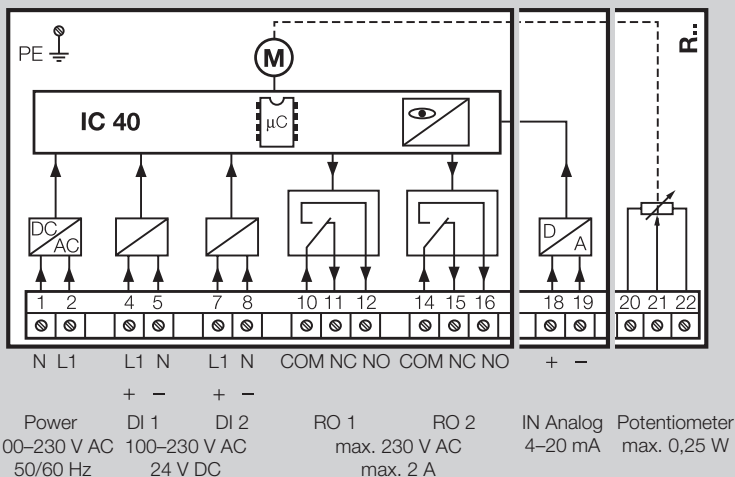 PE
M
R..
IC 40
µC
DC
AC
D
A
1 2 4 5 7 8 10 11 12 14 15 16 18 19 20 21 22
N L1 L1 N L1 N COM NC NO COM NC NO + −
+ − + −
Power DI 1 DI 2 RO 1 RO 2 IN Analog Potentiometer
00–230 V AC 100–230 V AC max. 230 V AC 4–20 mA max. 0,25 W
50/60 Hz 24 V DC max. 2 A